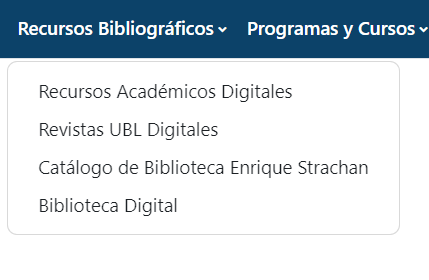 Recursos Bibliográficos Programas y Cursos
Recursos Académicos Digitales
Revistas UBL Digitales
Catálogo de Biblioteca Enrique Strachan
Biblioteca Digital